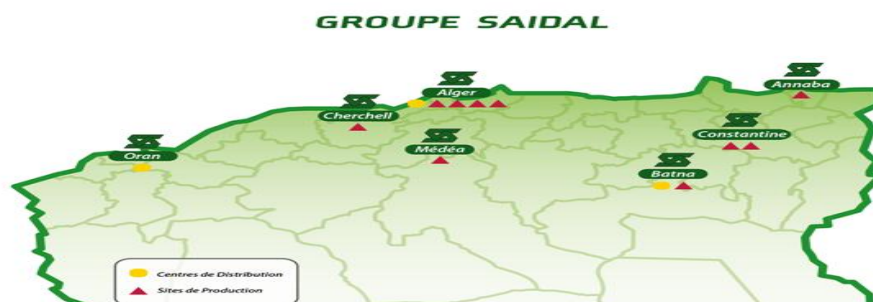 GROUPE SAIDAL
Annaba
Alger
Cherchell
Constantine
Médéa
Oran
Batna
Centres de Distribution
Sites de Production